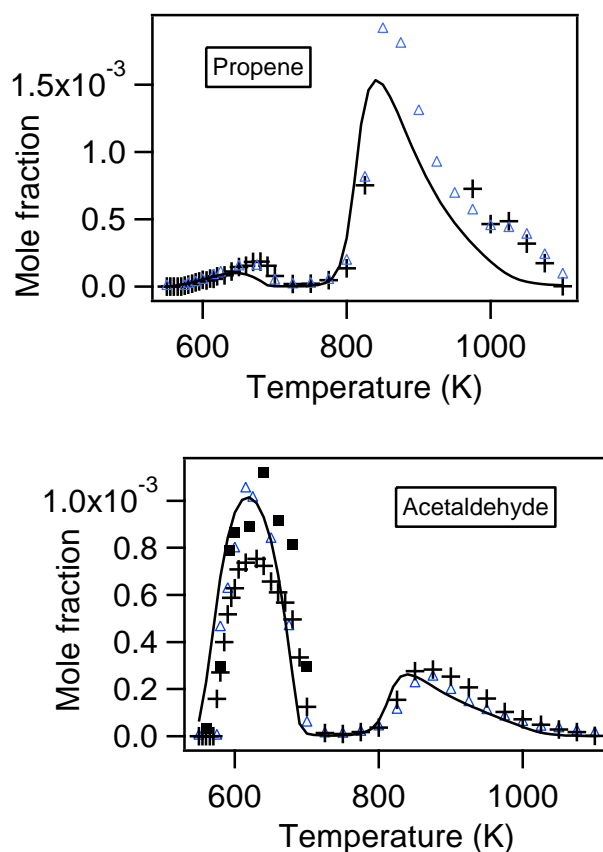 1.5x10-3
1.0
0.5
0.0
Mole fraction
Propene
600
800
1000
Temperature (K)
1.0x10-3
0.8
0.6
0.4
0.2
0.0
Mole fraction
Acetaldehyde
600
800
1000
Temperature (K)